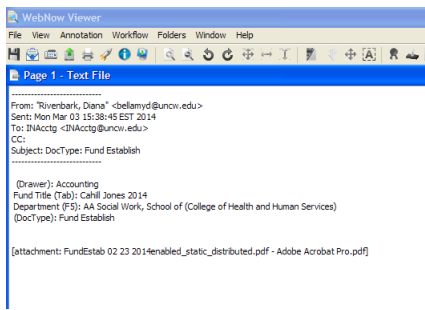 WebNow Viewer
File View Annotation Workflow Folders Window Help
Page 1 - Text File
----------------------------
From: "Rivenbark, Diana" <bellamyd@uncw.edu>
Sent: Mon Mar 03 15:38:45 EST 2014
To: INAcctg <INAcctg@uncw.edu>
CC:
Subject: DocType: Fund Establish
----------------------------
(Drawer): Accounting
Fund Title (Tab): Cahill Jones 2014
Department (F5): AA Social Work, School of (College of Health and Human Services)
(DocType): Fund Establish
[attachment: FundEstab 02 23 2014enabled_static_distributed.pdf - Adobe Acrobat Pro.pdf]